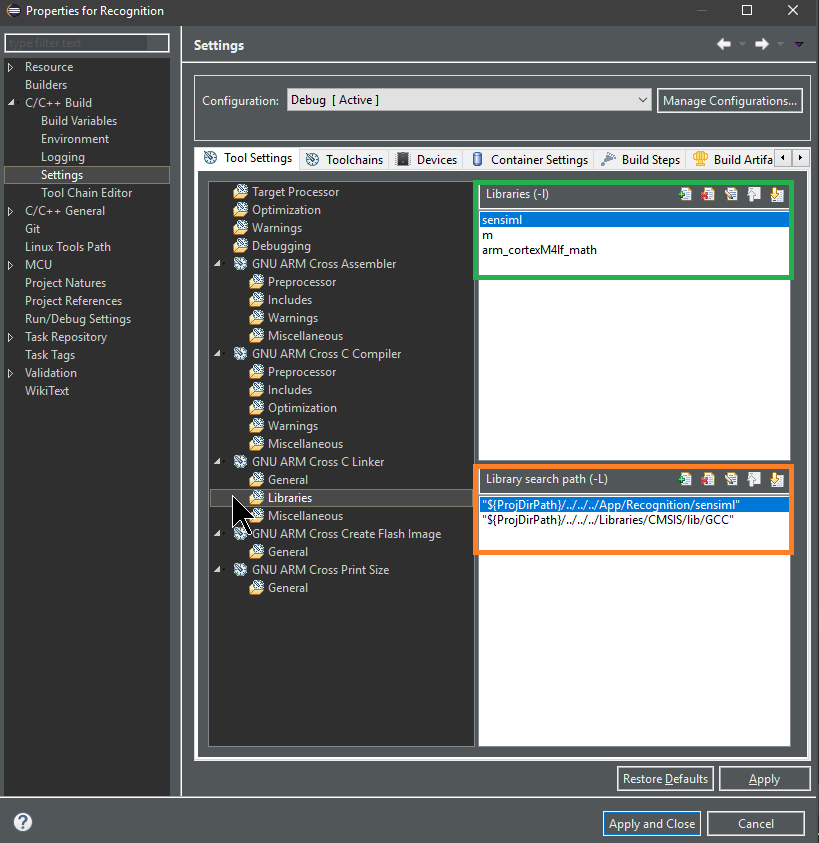 Properties for Recognition
type filter text
Resource
Builders
C/C++ Build
Build Variables
Environment
Logging
Settings
Tool Chain Editor
C/C++ General
Git
Linux Tools Path
MCU
Project Natures
Project References
Run/Debug Settings
Task Repository
Task Tags
Validation
WikiText
Settings
Configuration:
Debug [ Active ]
Manage Configurations...
Tool Settings
Toolchains
Devices
Container Settings
Build Steps
Build Artifa
Target Processor
Optimization
Warnings
Debugging
GNU ARM Cross Assembler
Preprocessor
Includes
Warnings
Miscellaneous
GNU ARM Cross C Compiler
Preprocessor
Includes
Optimization
Warnings
Miscellaneous
GNU ARM Cross C Linker
General
Libraries
Miscellaneous
GNU ARM Cross Create Flash Image
General
GNU ARM Cross Print Size
General
Libraries (-l)
sensiml
m
arm_cortexM4lf_math
Library search path (-L)
"${ProjDirPath}/../../../App/Recognition/sensiml"
"${ProjDirPath}/../../../Libraries/CMSIS/lib/GCC"
Restore Defaults
Apply
Apply and Close
Cancel